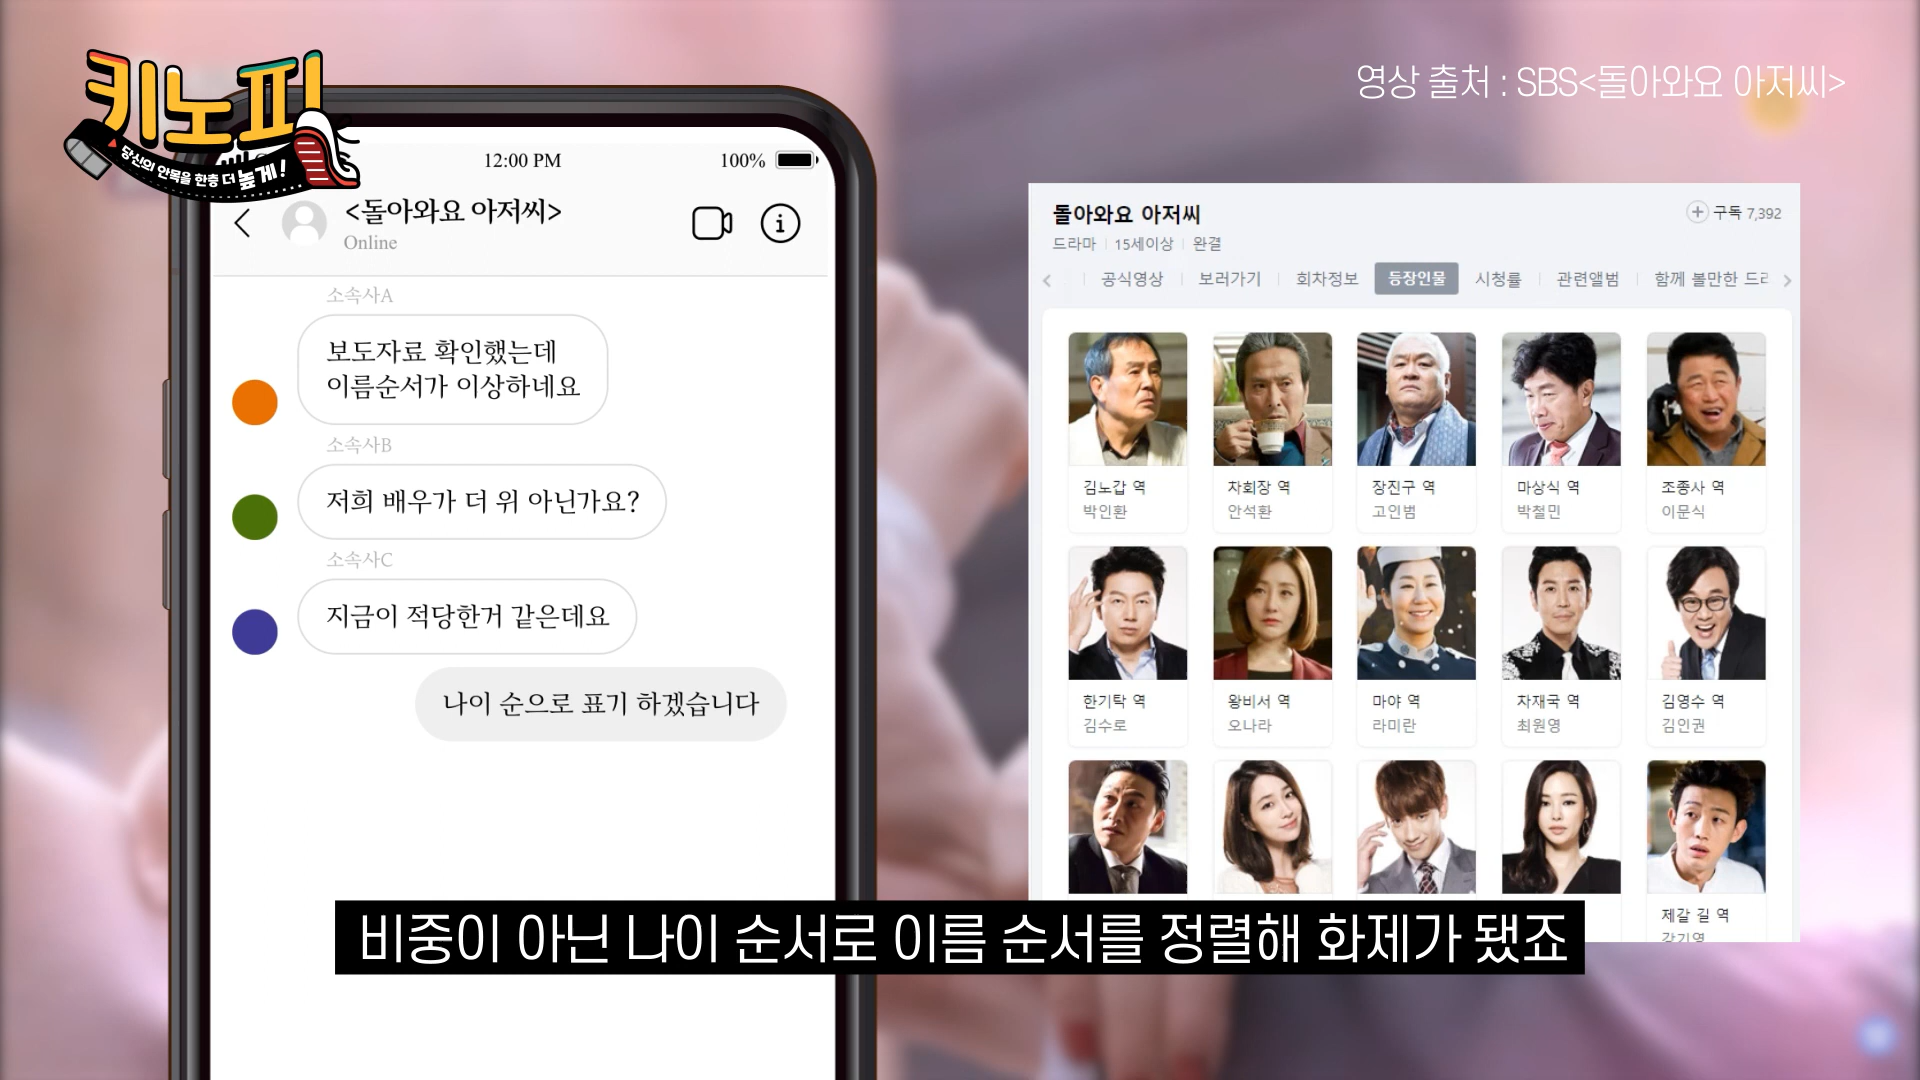 키노피
당신의 안목을 한층 더 높게!
영상 출처 : SBS<돌아와요 아저씨>
12:00 PM
100%
<돌아와요 아저씨>
Online
소속사A
보도자료 확인했는데
이름순서가 이상하네요
소속사B
저희 배우가 더 위 아닌가요?
소속사C
지금이 적당한거 같은데요
나이 순으로 표기 하겠습니다
돌아와요 아저씨
구독 7,392
드라마 15세이상 완결
공식영상 보러가기 회차정보 등장인물 시청률 관련앨범 함께 볼만한 드라
김노갑 역 차회장 역 장진구 역 마상식 역 조종사 역
박인환 안석환 고인범 박철민 이문식
한기탁 역 왕비서 역 마야 역 차재국 역 김영수 역
김수로 오나라 라미란 최원영 김인권
제갈 길 역
비중이 아닌 나이 순서로 이름 순서를 정렬해 화제가 됐죠